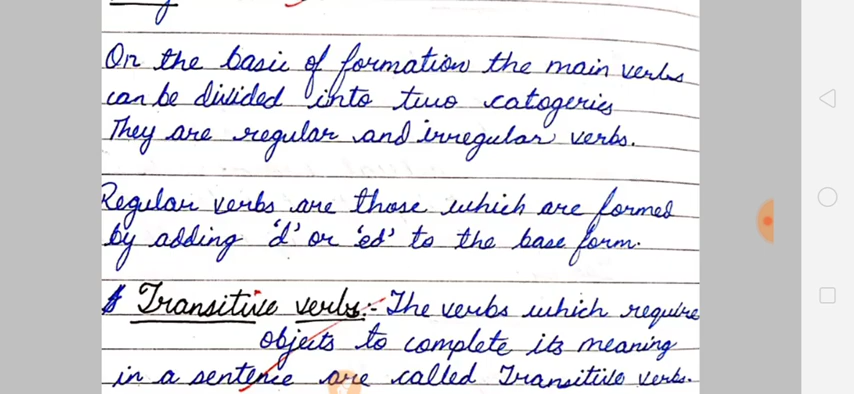 On the basic of formation the main verbs
can be divided into two catogeries
They are regular and irregular verbs.
Regular verbs are those which are formed
by adding 'd' or 'ed' to the base form.
Transitive verbs:- The verbs which require
objects to complete its meaning
in a sentence are called Transitive verbs.